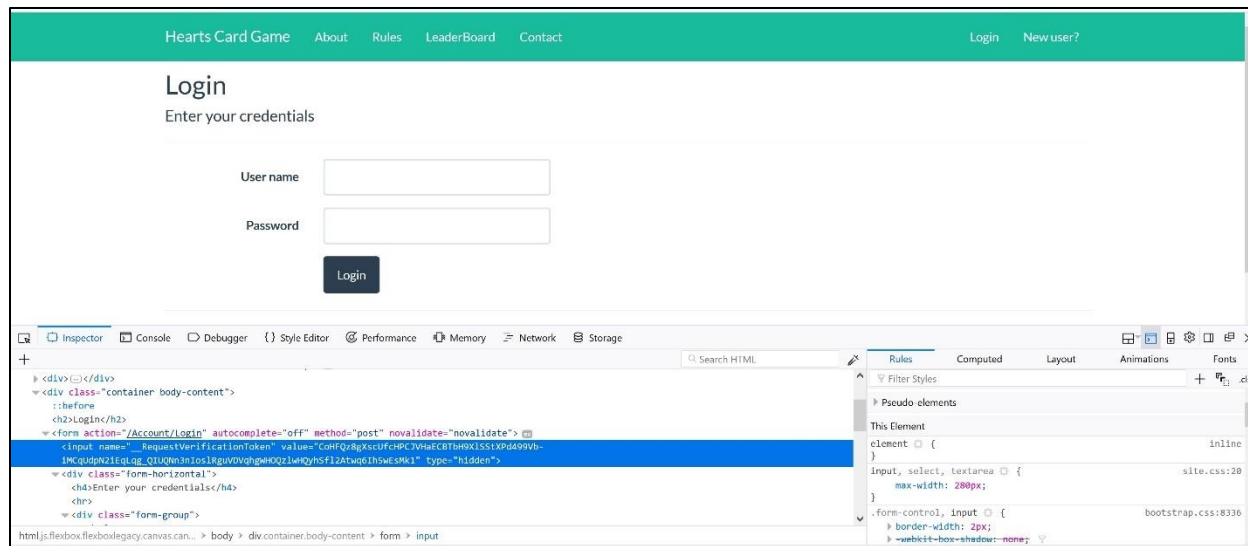 Hearts Card Game About Rules LeaderBoard Contact Login New user?
Login
Enter your credentials
User name
Password
Login
Inspector Console Debugger {} Style Editor Performance Memory Network Storage
+ Search HTML Rules Computed Layout Animations Fonts
<div></div>
<div class="container body-content">
::before
<h2>Login</h2>
<form action="/Account/Login" autocomplete="off" method="post" novalidate="novalidate">
<input name="__RequestVerificationToken" type="hidden">
<div class="form-horizontal">
<h4>Enter your credentials</h4>
<hr>
<div class="form-group">
html.js.flexbox.flexboxlegacy.canvas.can... > body > div.container.body-content > form > input
Filter Styles +
Pseudo-elements
This Element
element { inline
}
input, select, textarea { site.css:20
max-width: 280px;
}
.form-control, input { bootstrap.css:8336
border-width: 2px;
-webkit-box-shadow: none;